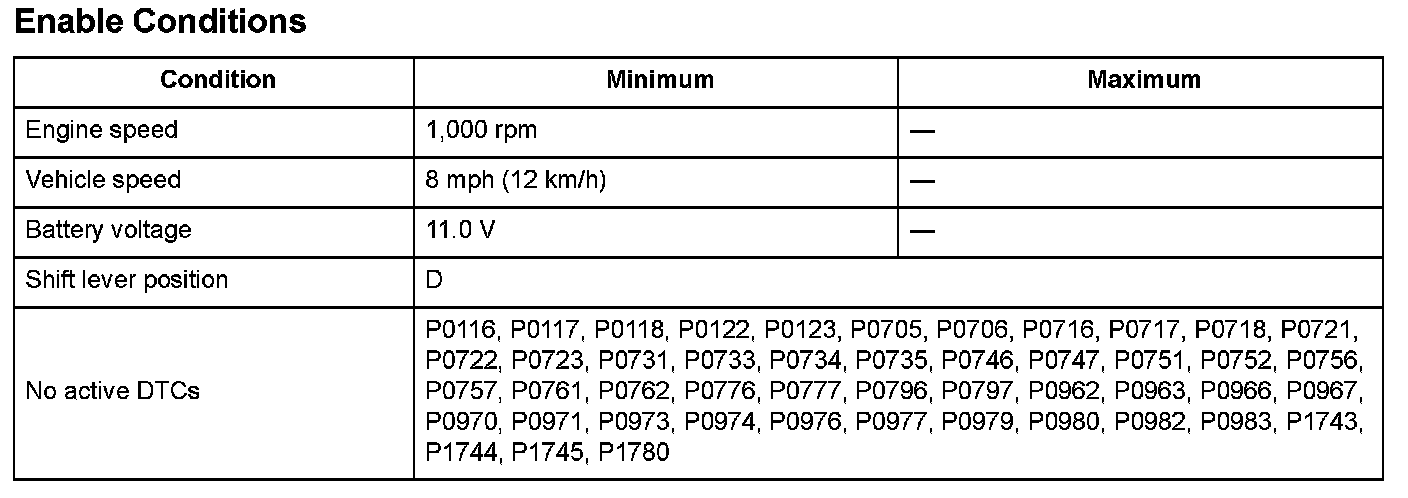 Enable Conditions
Condition Minimum Maximum
Engine speed 1,000 rpm —
Vehicle speed 8 mph (12 km/h) —
Battery voltage 11.0 V —
Shift lever position D
No active DTCs
P0116, P0117, P0118, P0122, P0123, P0705, P0706, P0716, P0717, P0718, P0721,
P0722, P0723, P0731, P0733, P0734, P0735, P0746, P0747, P0751, P0752, P0756,
P0757, P0761, P0762, P0776, P0777, P0796, P0797, P0962, P0963, P0966, P0967,
P0970, P0971, P0973, P0974, P0976, P0977, P0979, P0980, P0982, P0983, P1743,
P1744, P1745, P1780